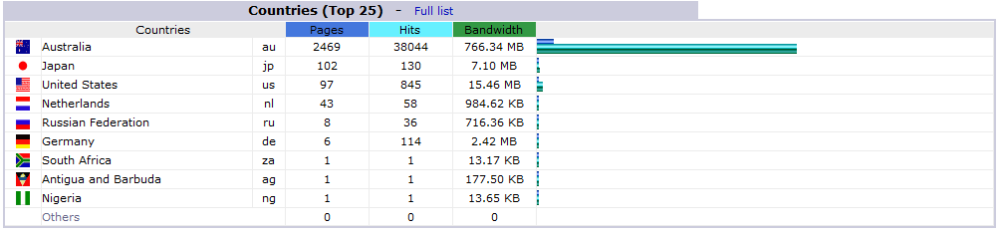 Countries (Top 25) - Full list
Countries Pages Hits Bandwidth
Australia au 2469 38044 766.34 MB
Japan jp 102 130 7.10 MB
United States us 97 845 15.46 MB
Netherlands nl 43 58 984.62 KB
Russian Federation ru 8 36 716.36 KB
Germany de 6 114 2.42 MB
South Africa za 1 1 13.17 KB
Antigua and Barbuda ag 1 1 177.50 KB
Nigeria ng 1 1 13.65 KB
Others 0 0 0